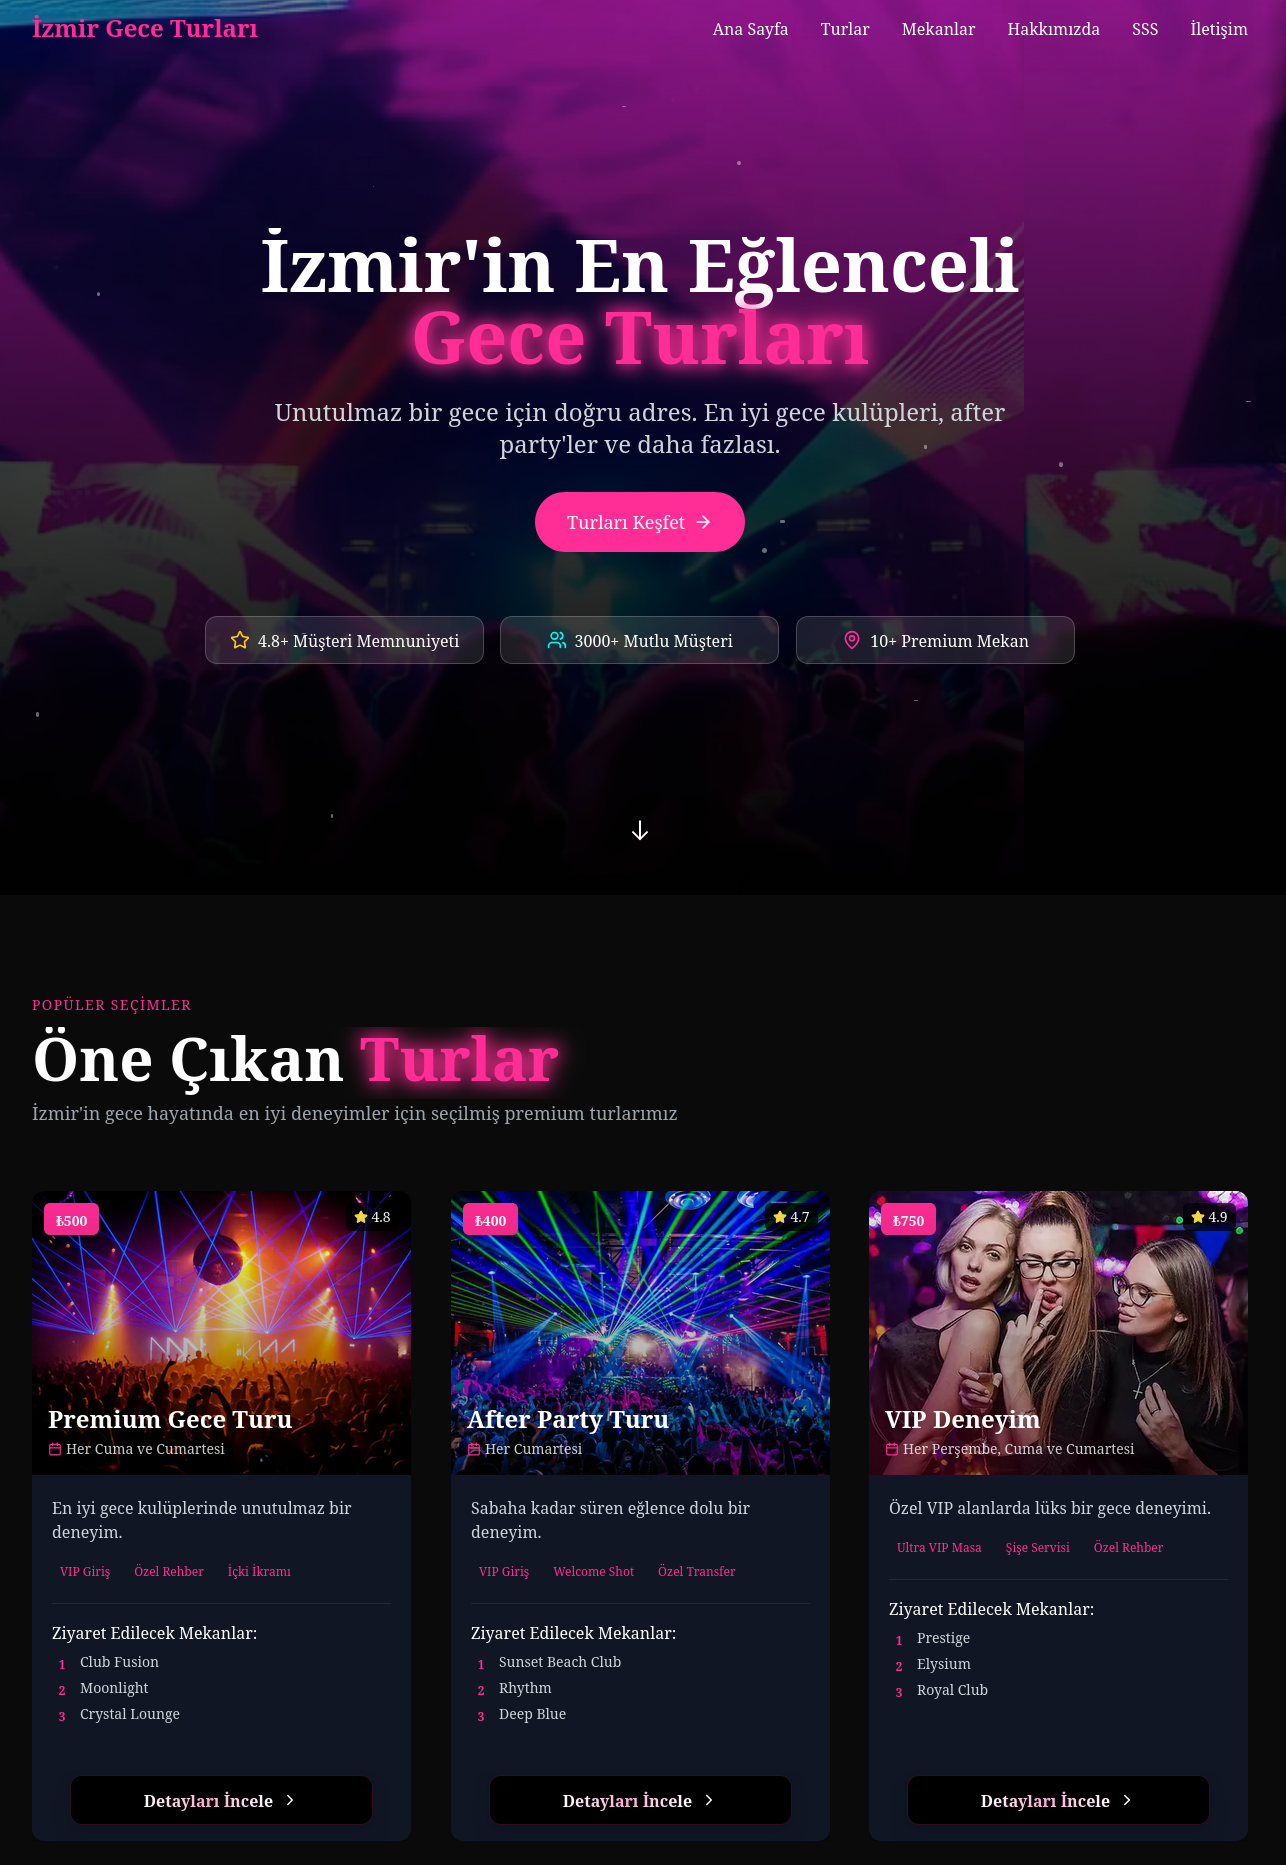 İzmir Gece Turları
Ana Sayfa
Turlar
Mekanlar
Hakkımızda
SSS
İletişim
İzmir'in En Eğlenceli
Gece Turları
Unutulmaz bir gece için doğru adres. En iyi gece kulüpleri, after
party'ler ve daha fazlası.
Turları Keşfet
4.8+ Müşteri Memnuniyeti
3000+ Mutlu Müşteri
10+ Premium Mekan
POPÜLER SEÇİMLER
Öne Çıkan Turlar
İzmir'in gece hayatında en iyi deneyimler için seçilmiş premium turlarımız
₺500
4.8
Premium Gece Turu
Her Cuma ve Cumartesi
En iyi gece kulüplerinde unutulmaz bir
deneyim.
VIP Giriş
Özel Rehber
İçki İkramı
Ziyaret Edilecek Mekanlar:
1 Club Fusion
2 Moonlight
3 Crystal Lounge
Detayları İncele
₺400
4.7
After Party Turu
Her Cumartesi
Sabaha kadar süren eğlence dolu bir
deneyim.
VIP Giriş
Welcome Shot
Özel Transfer
Ziyaret Edilecek Mekanlar:
1 Sunset Beach Club
2 Rhythm
3 Deep Blue
Detayları İncele
₺750
4.9
VIP Deneyim
Her Perşembe, Cuma ve Cumartesi
Özel VIP alanlarda lüks bir gece deneyimi.
Ultra VIP Masa
Şişe Servisi
Özel Rehber
Ziyaret Edilecek Mekanlar:
1 Prestige
2 Elysium
3 Royal Club
Detayları İncele